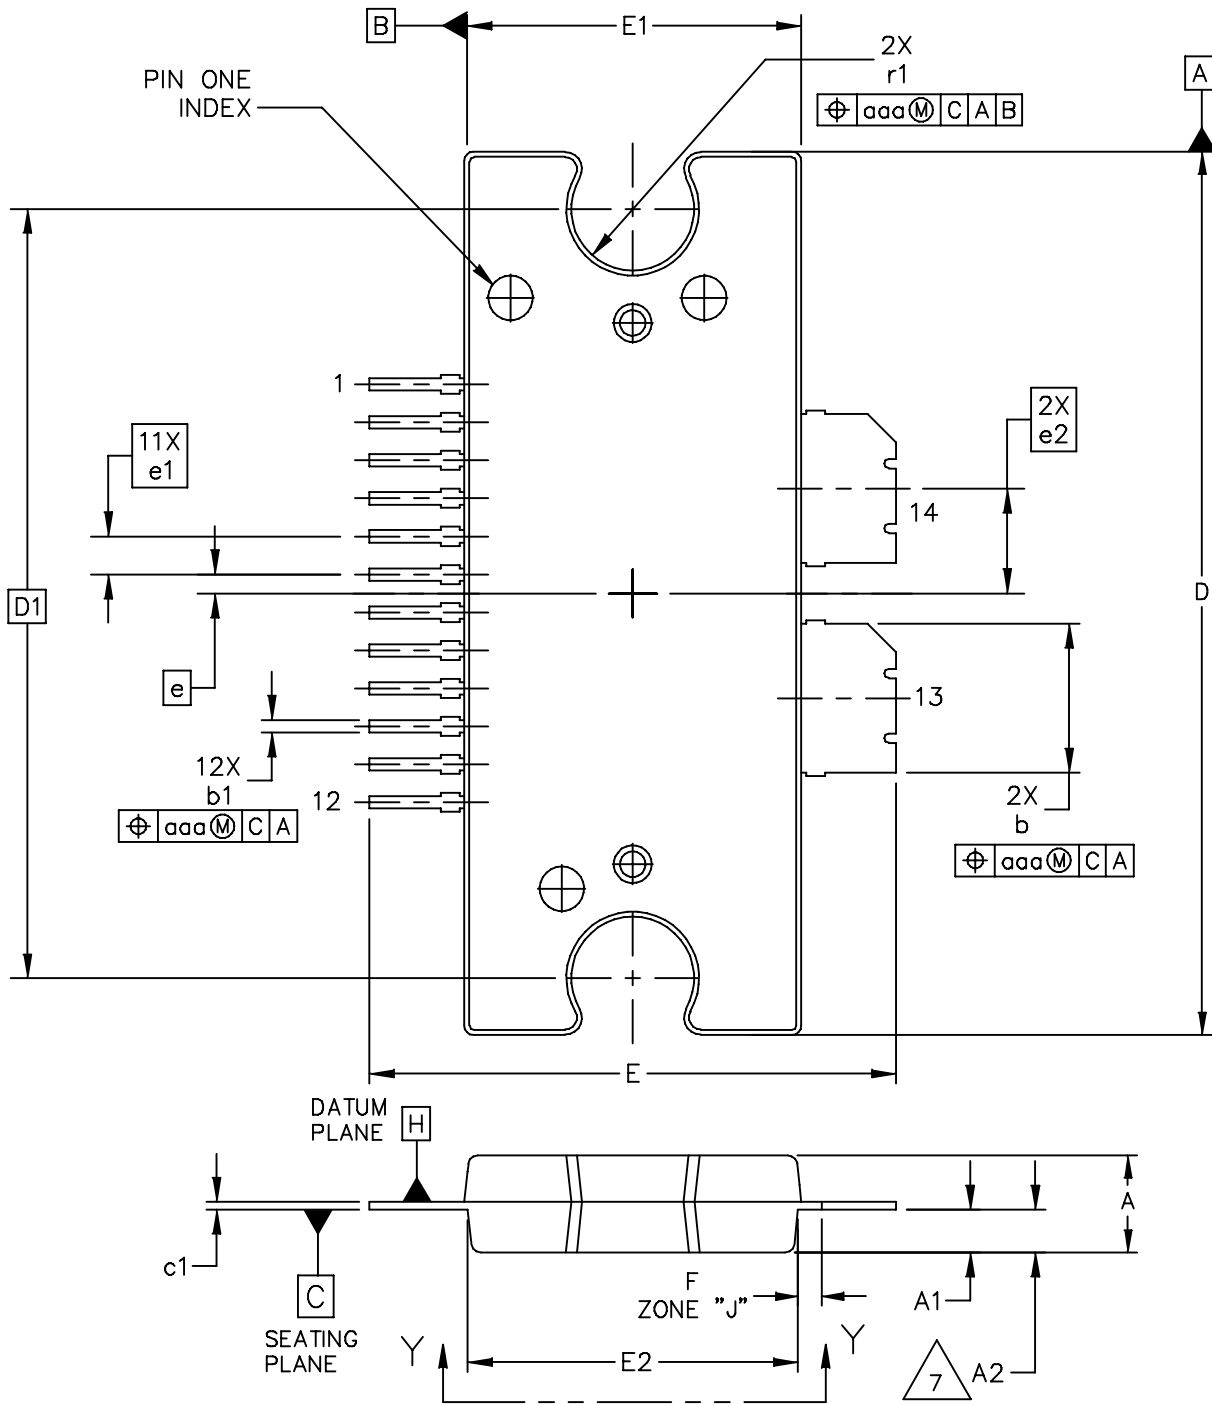 B
E1
2X
r1
⌖ aaa Ⓜ C A B
A
PIN ONE
INDEX
1
11X
e1
2X
e2
14
D1
D
e
13
12X
b1
12
⌖ aaa Ⓜ C A
2X
b
⌖ aaa Ⓜ C A
E
DATUM
PLANE
H
A
c1
C
F
ZONE "J"
A1
SEATING
PLANE
Y
E2
Y
7
A2